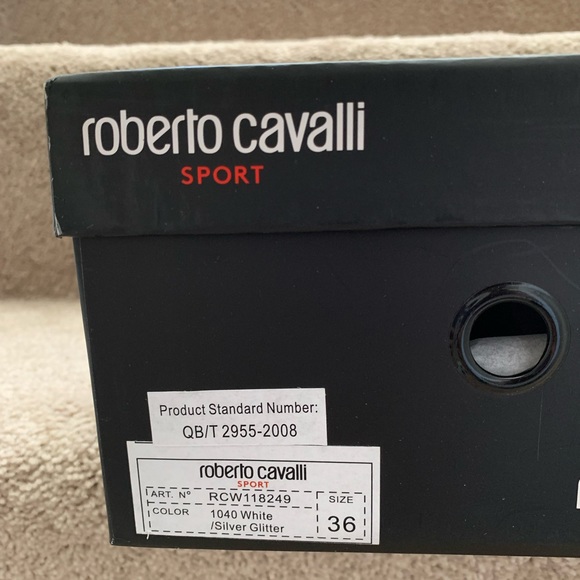 roberto cavalli
SPORT
Product Standard Number:
QB/T 2955-2008
roberto cavalli
SPORT
ART. Nº RCW118249 SIZE
COLOR 1040 White 36
/Silver Glitter